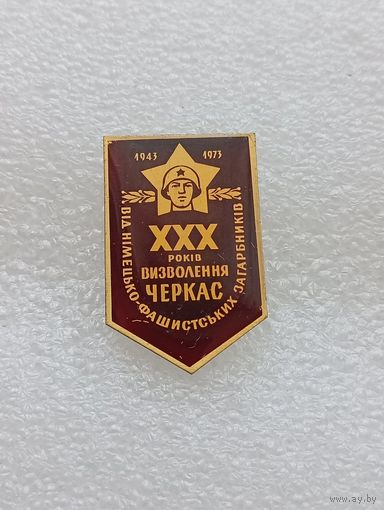 1943 1973
XXX
РОКІВ
ВИЗВОЛЕННЯ
ЧЕРКАС
ВІД НІМЕЦЬКО-ФАШИСТСЬКИХ ЗАГАРБНИКІВ
www.ay.by